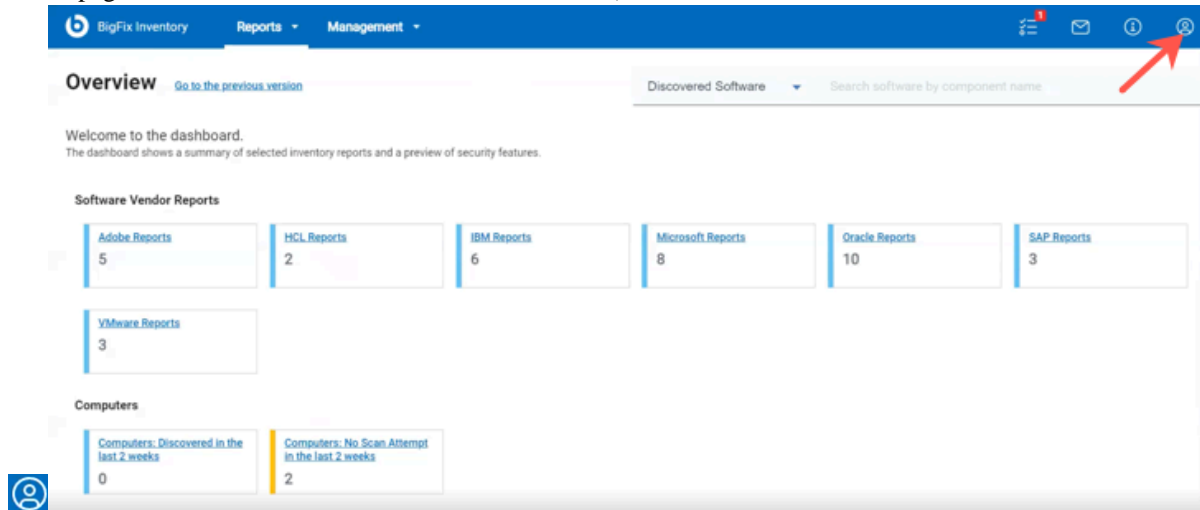 BigFix Inventory Reports Management 1
Overview Go to the previous version Discovered Software Search software by component name
Welcome to the dashboard.
The dashboard shows a summary of selected inventory reports and a preview of security features.
Software Vendor Reports
Adobe Reports HCL Reports IBM Reports Microsoft Reports Oracle Reports SAP Reports
5 2 6 8 10 3
VMware Reports
3
Computers
Computers: Discovered in the Computers: No Scan Attempt
last 2 weeks in the last 2 weeks
0 2